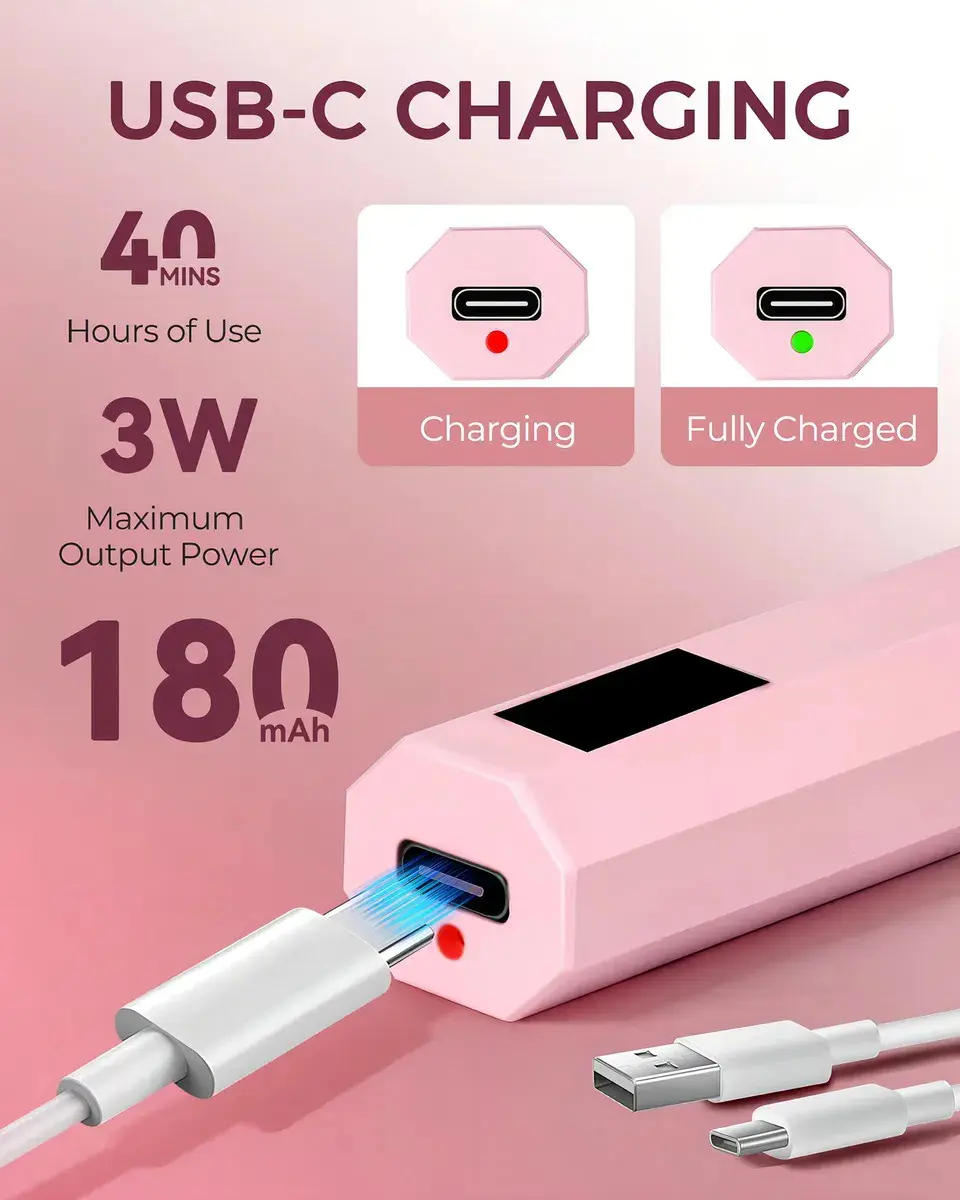 USB-C CHARGING
40 MINS
Hours of Use
3W
Maximum
Output Power
180 mAh
Charging
Fully Charged